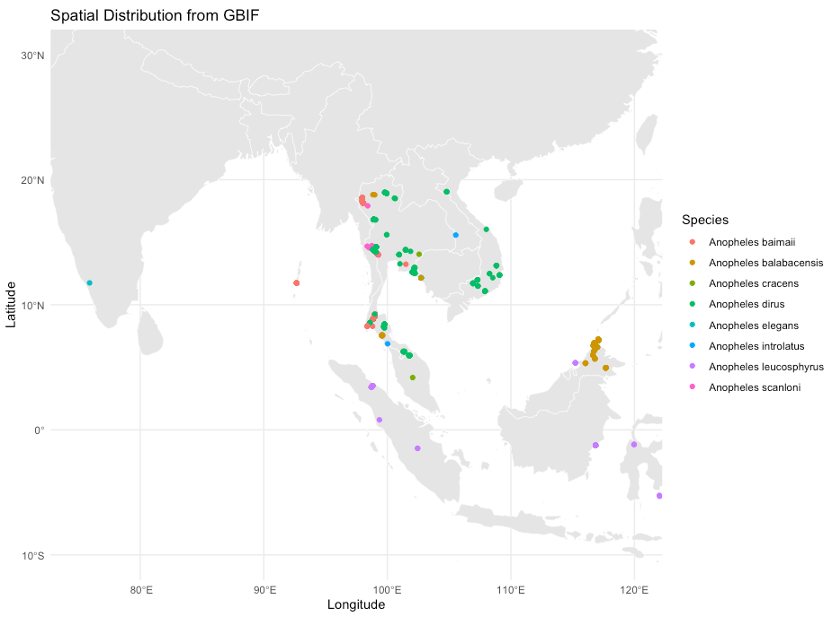 Spatial Distribution from GBIF
30°N
20°N
10°N
0°
10°S
Latitude
80°E
90°E
100°E
110°E
120°E
Longitude
Species
Anopheles baimaii
Anopheles balabacensis
Anopheles cracens
Anopheles dirus
Anopheles elegans
Anopheles introlatus
Anopheles leucosphyrus
Anopheles scanloni